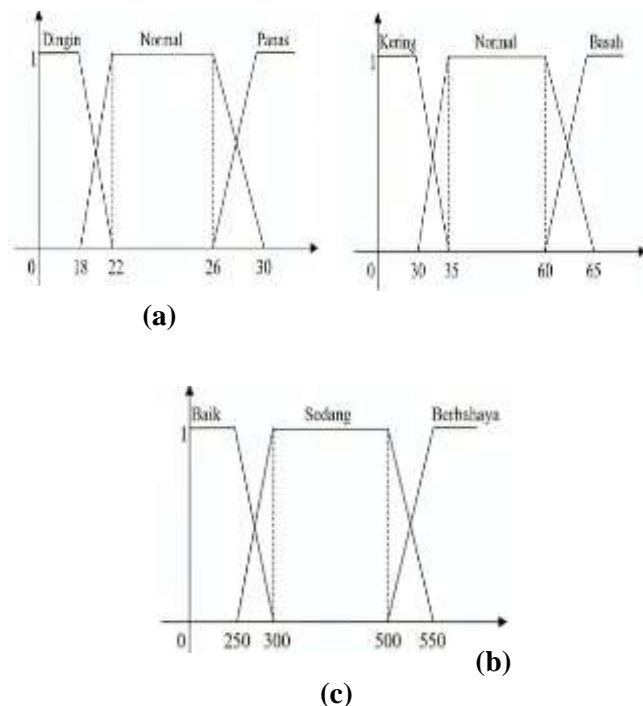 Dingin Normal Panas
1
0 18 22 26 30
(a)
Kering Normal Basah
1
0 30 35 60 65
Baik Sedang Berbahaya
1
0 250 300 500 550
(b)
(c)